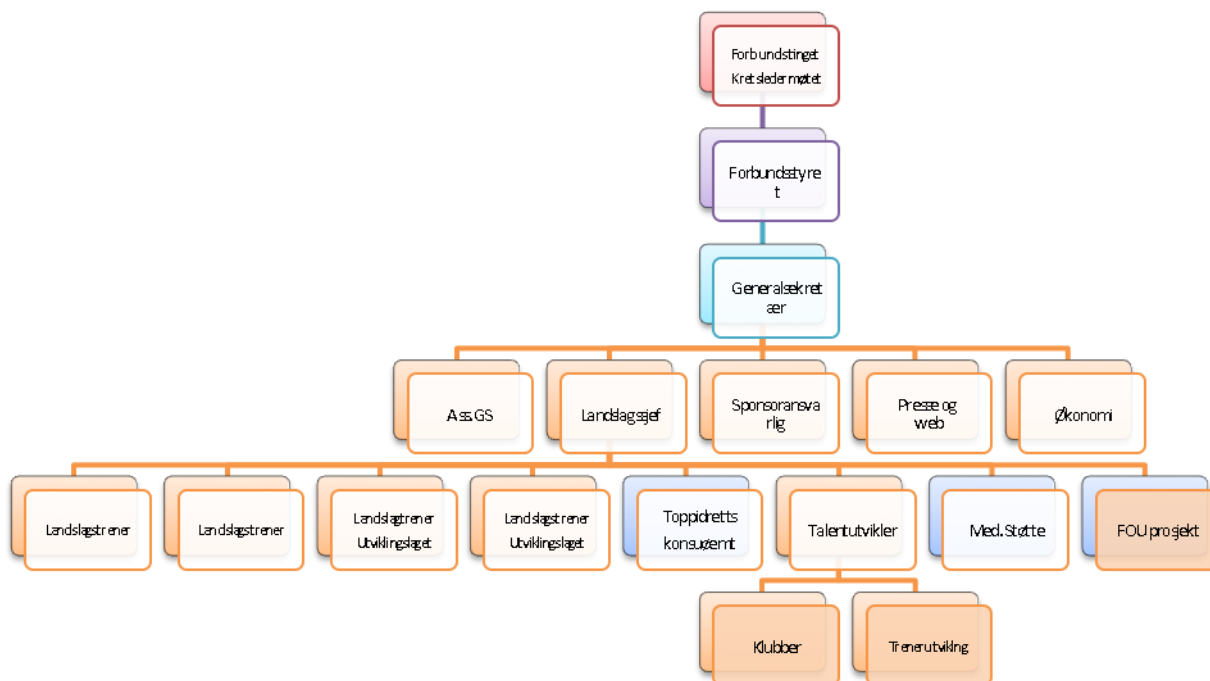 Forbundstinget
Kretsledermøtet
Forbundsstyre
t
Generalsekret
ær
Ass.GS
Landslagssjef
Sponsoransva
rlig
Presse og
web
Økonomi
Landslagstrener
Landslagstrener
Landslagtrener
Utviklingslaget
Landslagstrener
Utviklingslaget
Toppidretts
Talentutvikler
Med.Støtte
FOU prosjekt
Klubber
Trenerutvikling